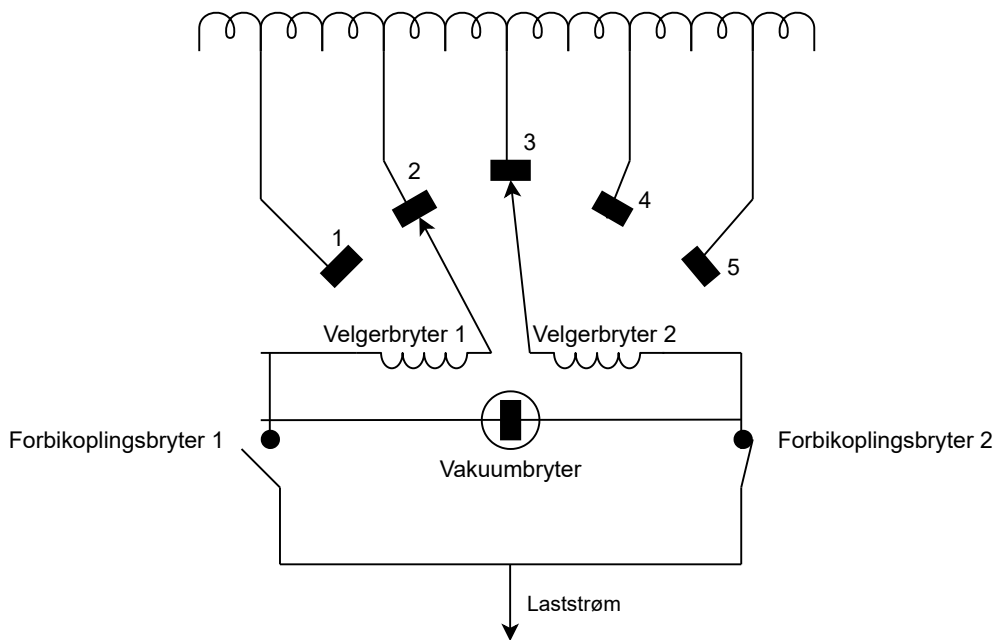 3
2
4
1
5
Velgerbryter 1
Velgerbryter 2
Forbikoplingsbryter 1
Forbikoplingsbryter 2
Vakuumbryter
Laststrøm